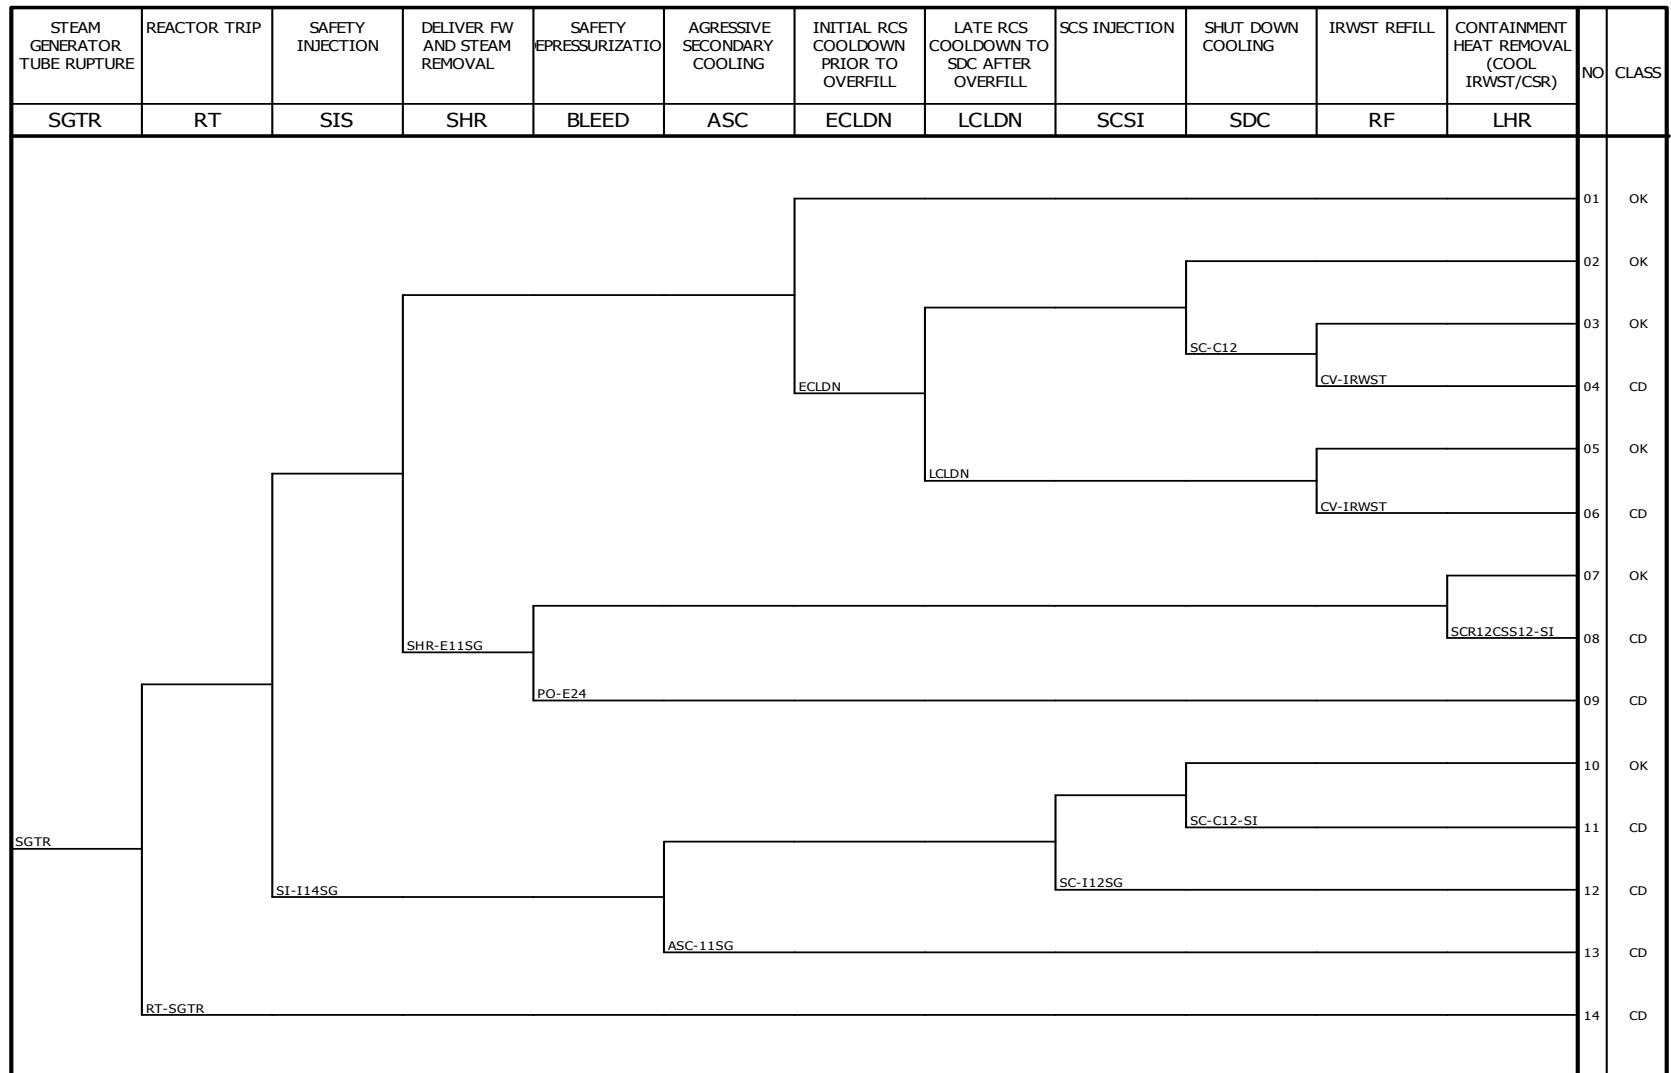 STEAM
GENERATOR
TUBE RUPTURE
REACTOR TRIP
SAFETY
INJECTION
DELIVER FW
AND STEAM
REMOVAL
SAFETY
EPRESSURIZATIO
AGRESSIVE
SECONDARY
COOLING
INITIAL RCS
COOLDOWN
PRIOR TO
OVERFILL
LATE RCS
COOLDOWN TO
SDC AFTER
OVERFILL
SCS INJECTION
SHUT DOWN
COOLING
IRWST REFILL
CONTAINMENT
HEAT REMOVAL
(COOL
IRWST/CSR)
NO
CLASS
SGTR
RT
SIS
SHR
BLEED
ASC
ECLDN
LCLDN
SCSI
SDC
RF
LHR
01 OK
02 OK
03 OK
SC-C12
ECLDN
CV-IRWST
04 CD
05 OK
LCLDN
CV-IRWST
06 CD
07 OK
SHR-E11SG
SCR12CSS12-SI
08 CD
PO-E24
09 CD
10 OK
SC-C12-SI
11 CD
SGTR
SI-I14SG
SC-I12SG
12 CD
ASC-11SG
13 CD
RT-SGTR
14 CD